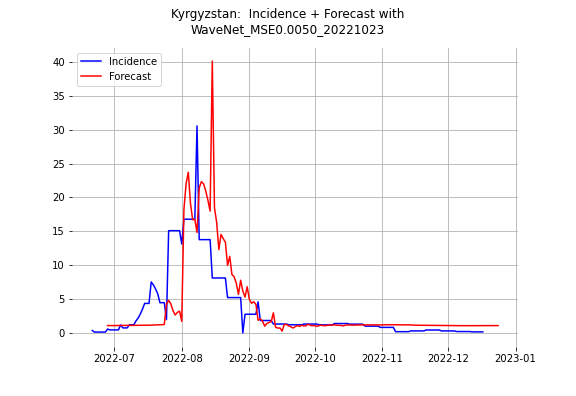 Kyrgyzstan:  Incidence + Forecast with
WaveNet_MSE0.0050_20221023
Incidence
Forecast
40
35
30
25
20
15
10
5
0
2022-07 2022-08 2022-09 2022-10 2022-11 2022-12 2023-01